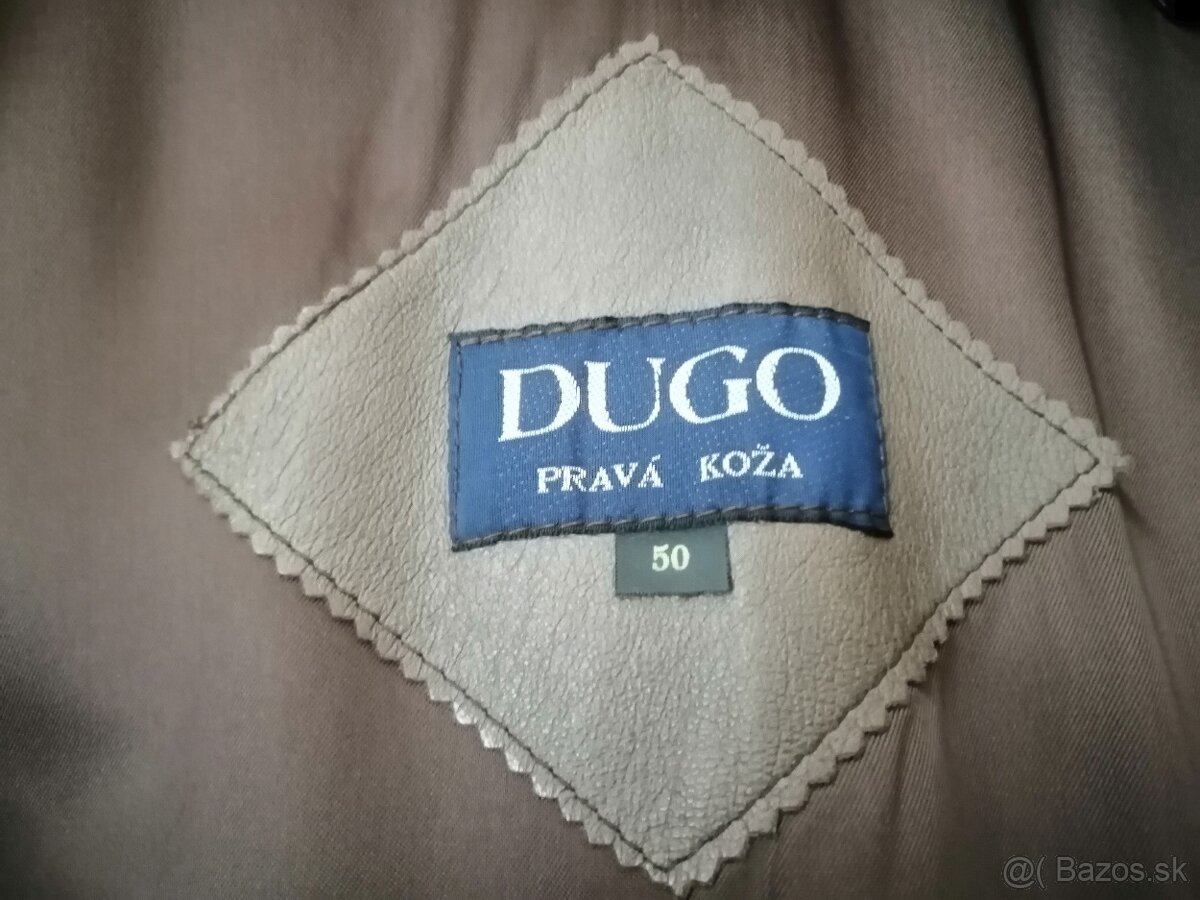 DUGO
PRAVÁ KOŽA
50
@( Bazos.sk